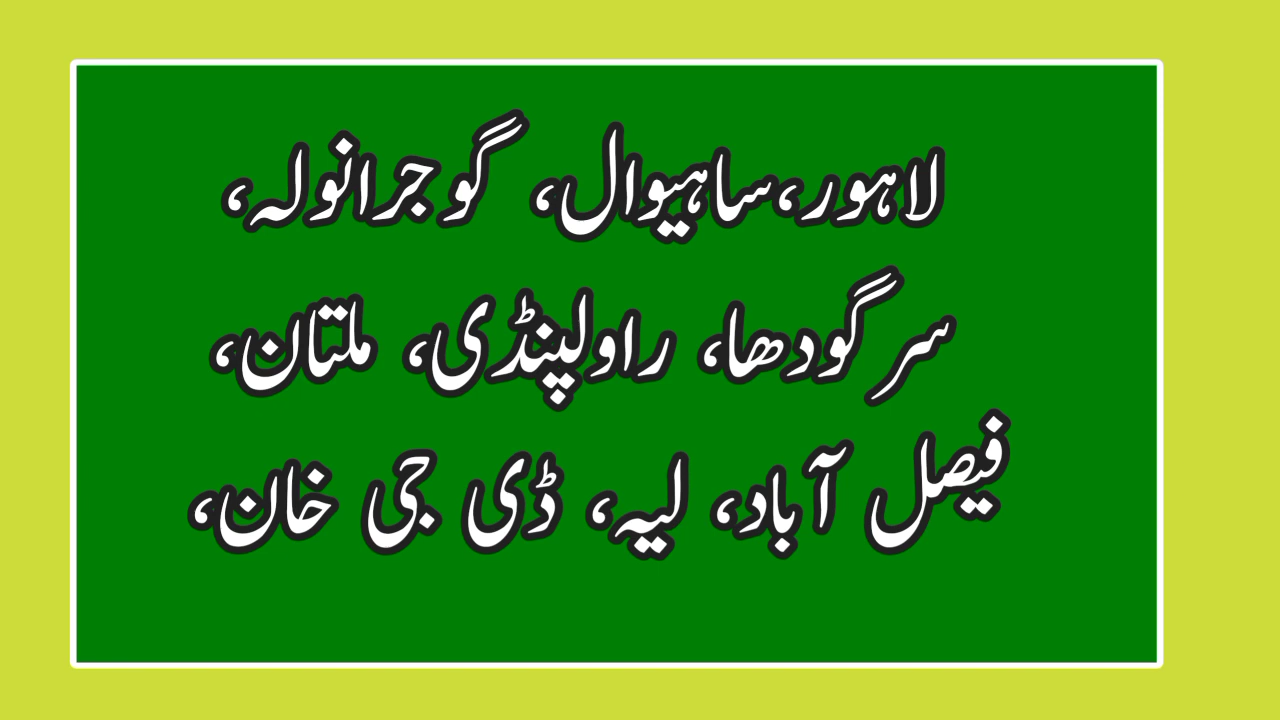 لاہور،ساہیوال، گوجرانولہ،
سرگودھا، راولپنڈی، ملتان،
فیصل آباد، لیہ، ڈی جی خان،